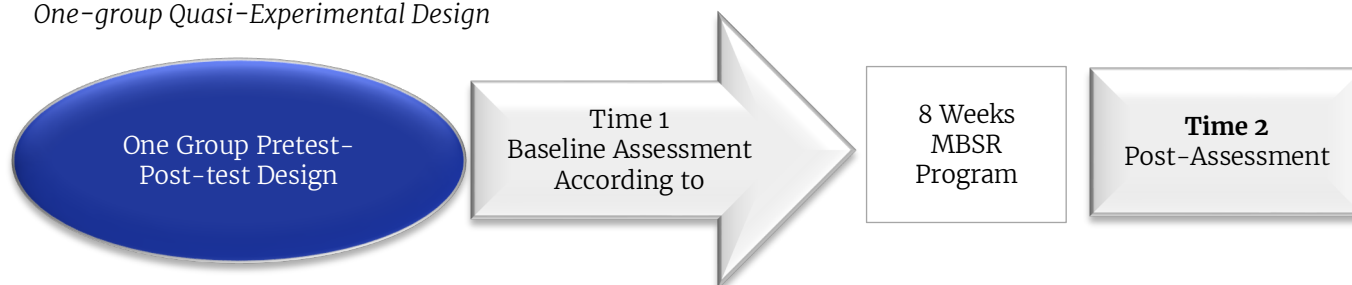 One-group Quasi-Experimental Design
One Group Pretest-
Post-test Design
Time 1
Baseline Assessment
According to
8 Weeks
MBSR
Program
Time 2
Post-Assessment